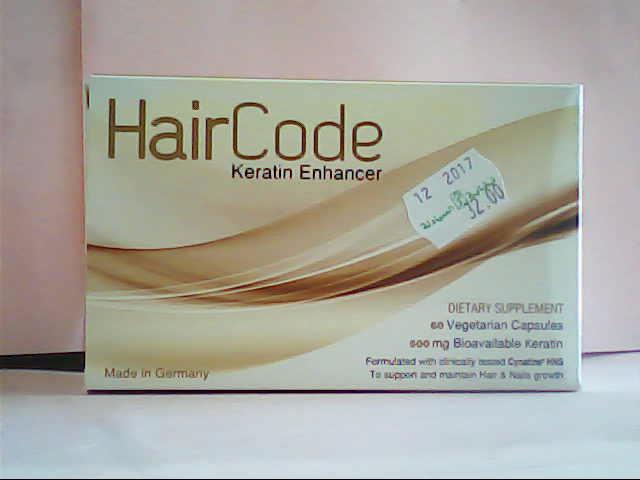 HairCode
Keratin Enhancer
12 2017
32.00
DIETARY SUPPLEMENT
60 Vegetarian Capsules
500 mg Bioavailable Keratin
Formulated with clinically tested Cynatine® HNS
To support and maintain Hair & Nails growth
Made in Germany